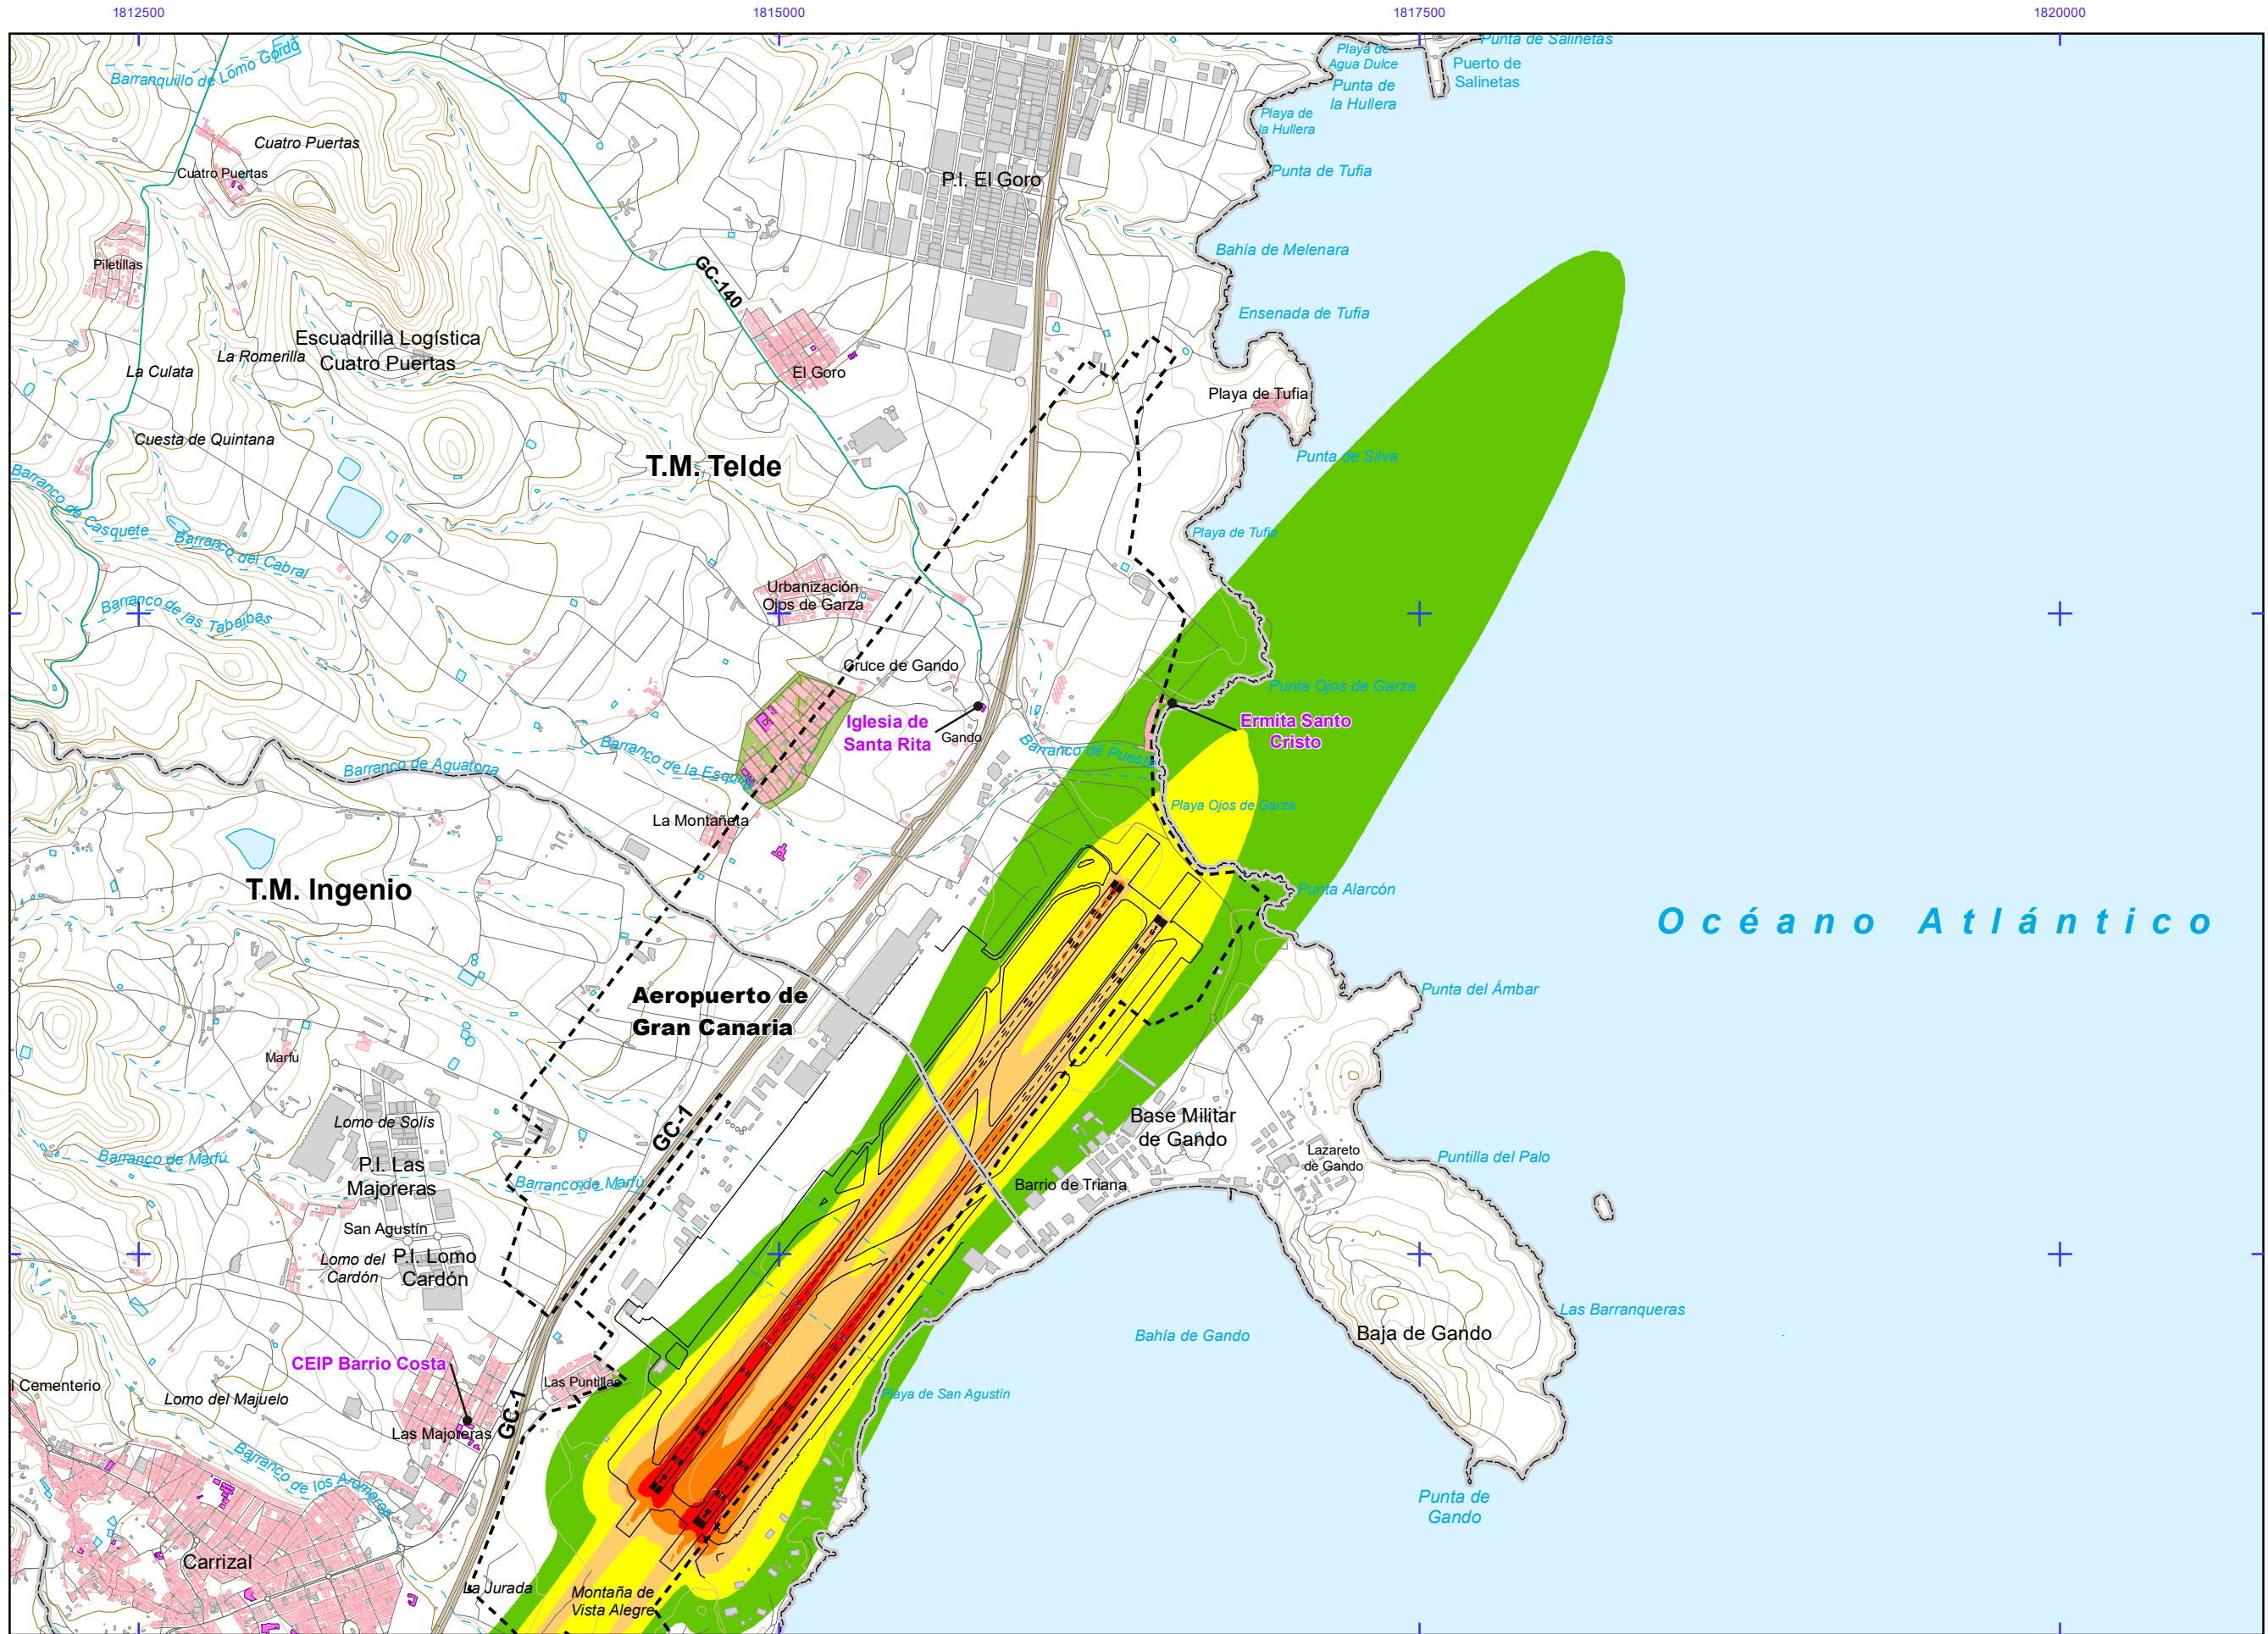 1812500
1815000
1817500
1820000
Punta de Salinetas
Playa de
Agua Dulce
Puerto de
Salinetas
Barranquillo de Lomo Gordo
Punta de
la Hullera
Playa de
la Hullera
Cuatro Puertas
Cuatro Puertas
P.I. El Goro
Punta de Tufia
Piletillas
Bahía de Melenara
GC-140
Ensenada de Tufia
Escuadrilla Logística
Cuatro Puertas
La Romerilla
La Culata
El Goro
Playa de Tufia
Cuesta de Quintana
T.M. Telde
Punta de Silva
Barranco de Casquete
Barranco del Cabral
Playa de Tufia
Urbanización
Ojos de Garza
Barranco de las Tabaibas
Cruce de Gando
Punta Ojos de Garza
Iglesia de
Santa Rita
Gando
Ermita Santo
Cristo
Barranco de Aguatona
Barranco de la Esquina
Barranco de Puesta
Playa Ojos de Garza
La Montañeta
T.M. Ingenio
Punta Alarcón
Océano Atlántico
Aeropuerto de
Gran Canaria
Punta del Ámbar
Marfu
Lomo de Solís
GC-1
Base Militar
de Gando
Barranco de Marfú
P.I. Las
Majoreras
Barranco de Marfú
Lazareto
de Gando
Puntilla del Palo
Barrio de Triana
San Agustín
Lomo del
Cardón
P.I. Lomo
Cardón
Las Barranqueras
Bahía de Gando
Baja de Gando
CEIP Barrio Costa
l Cementerio
Lomo del Majuelo
Las Puntillas
Playa de San Agustín
GC-1
Las Majoreras
Barranco de los Aromeros
Punta de
Gando
Carrizal
La Jurada
Montaña de
Vista Alegre